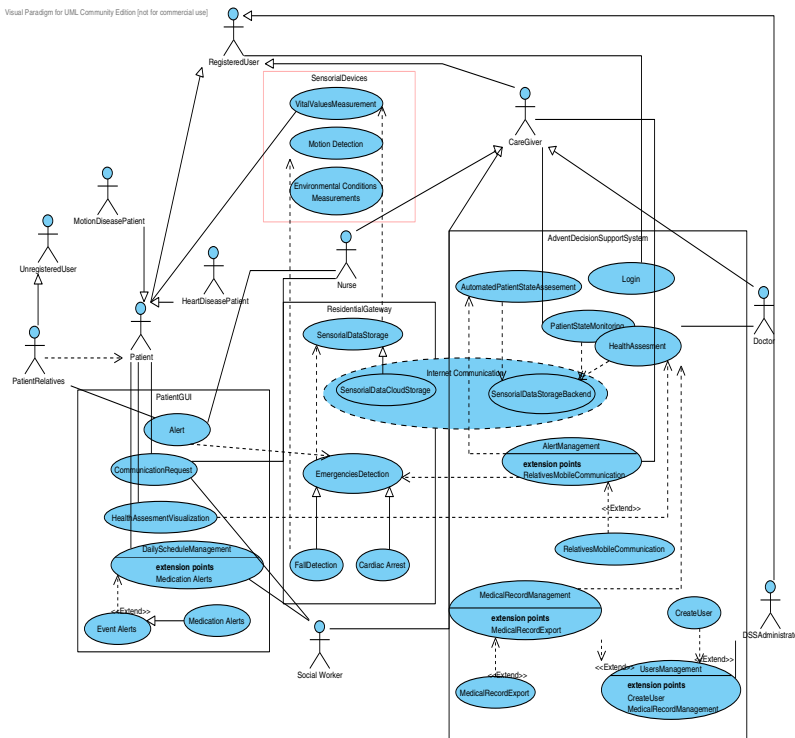 Visual Paradigm for UML Community Edition [not for commercial use]
RegisteredUser
SensorialDevices
VitalValuesMeasurement
Motion Detection
Environmental Conditions
Measurements
CareGiver
MotionDiseasePatient
UnregisteredUser
HeartDiseasePatient
Nurse
AdventDecisionSupportSystem
Login
AutomatedPatientStateAssesement
PatientStateMonitoring
HealthAssesment
Doctor
ResidentialGateway
SensorialDataStorage
Patient
PatientRelatives
Internet Communication
SensorialDataCloudStorage
SensorialDataStorageBackend
PatientGUI
Alert
CommunicationRequest
HealthAssesmentVisualization
DailyScheduleManagement
extension points
Medication Alerts
<<Extend>>
Event Alerts
Medication Alerts
EmergenciesDetection
FallDetection
Cardiac Arrest
AlertManagement
extension points
RelativesMobileCommunication
<<Extend>>
RelativesMobileCommunication
MedicalRecordManagement
extension points
MedicalRecordExport
<<Extend>>
MedicalRecordExport
CreateUser
<<Extend>>
<<Extend>>
UsersManagement
extension points
CreateUser
MedicalRecordManagement
DSSAdministrat
Social Worker